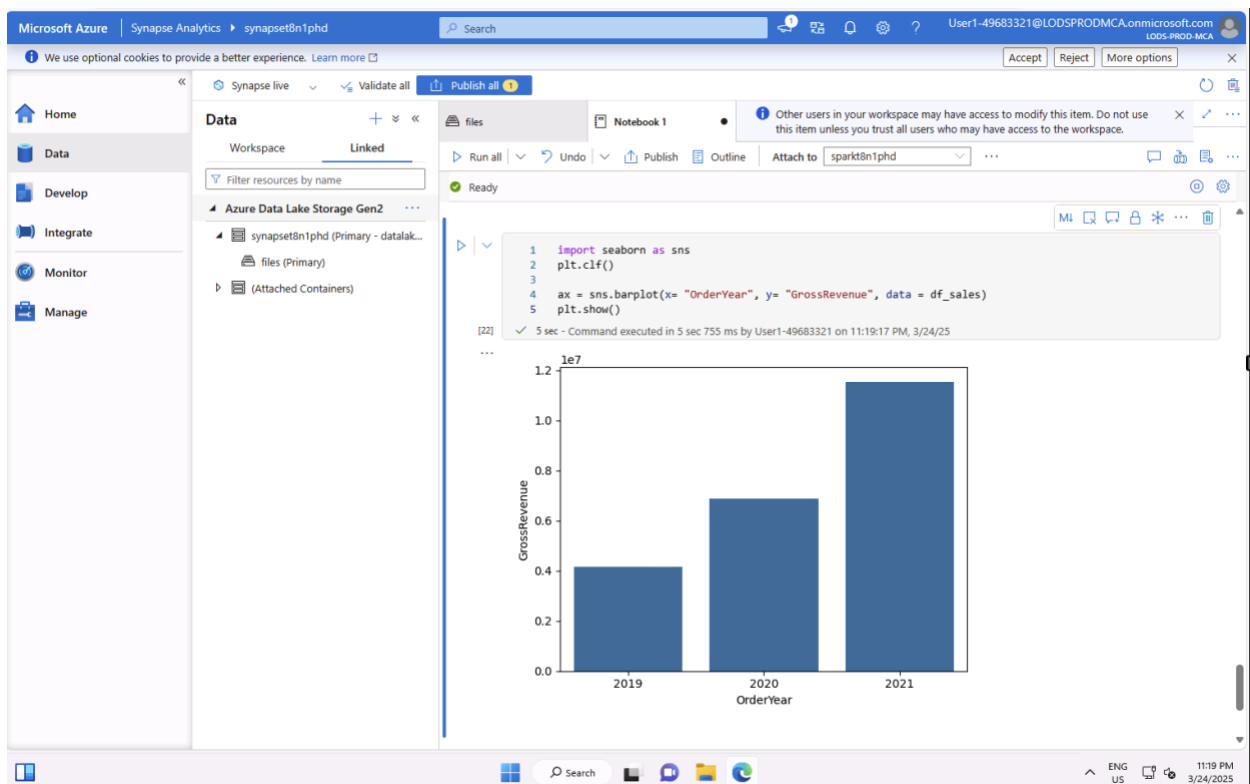 Microsoft Azure Synapse Analytics synapset8n1phd Search 1 ? User1-49683321@LODSPRODMCA.onmicrosoft.com
LODS-PROD-MCA
We use optional cookies to provide a better experience. Learn more Accept Reject More options
Synapse live Validate all Publish all 1
Home
Data
Develop
Integrate
Monitor
Manage
Data
Workspace Linked
Filter resources by name
Azure Data Lake Storage Gen2
synapset8n1phd (Primary - datalak...
files (Primary)
(Attached Containers)
files Notebook 1
Other users in your workspace may have access to modify this item. Do not use
this item unless you trust all users who may have access to the workspace.
Run all Undo Publish Outline Attach to sparkt8n1phd
Ready
M↓
1 import seaborn as sns
2 plt.clf()
3
4 ax = sns.barplot(x= "OrderYear", y= "GrossRevenue", data = df_sales)
5 plt.show()
[22] 5 sec - Command executed in 5 sec 755 ms by User1-49683321 on 11:19:17 PM, 3/24/25
1e7
1.2
1.0
0.8
0.6
0.4
0.2
0.0
GrossRevenue
2019 2020 2021
OrderYear
Search
ENG
US
11:19 PM
3/24/2025